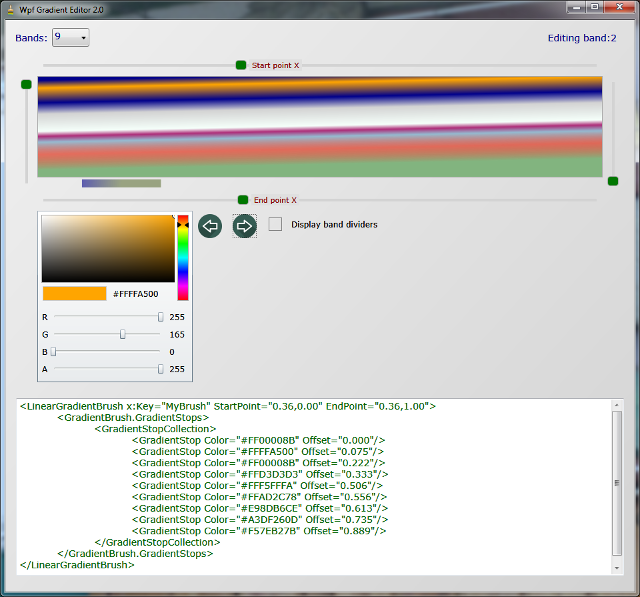 Wpf Gradient Editor 2.0
Bands: 9
Editing band:2
Start point X
End point X
Display band dividers
#FFFFA500
R 255
G 165
B 0
A 255
<LinearGradientBrush x:Key="MyBrush" StartPoint="0.36,0.00" EndPoint="0.36,1.00">
<GradientBrush.GradientStops>
<GradientStopCollection>
<GradientStop Color="#FF00008B" Offset="0.000"/>
<GradientStop Color="#FFFFA500" Offset="0.075"/>
<GradientStop Color="#FF00008B" Offset="0.222"/>
<GradientStop Color="#FFD3D3D3" Offset="0.333"/>
<GradientStop Color="#FFF5FFFA" Offset="0.506"/>
<GradientStop Color="#FFAD2C78" Offset="0.556"/>
<GradientStop Color="#E98DB6CE" Offset="0.613"/>
<GradientStop Color="#A3DF260D" Offset="0.735"/>
<GradientStop Color="#F57EB27B" Offset="0.889"/>
</GradientStopCollection>
</GradientBrush.GradientStops>
</LinearGradientBrush>